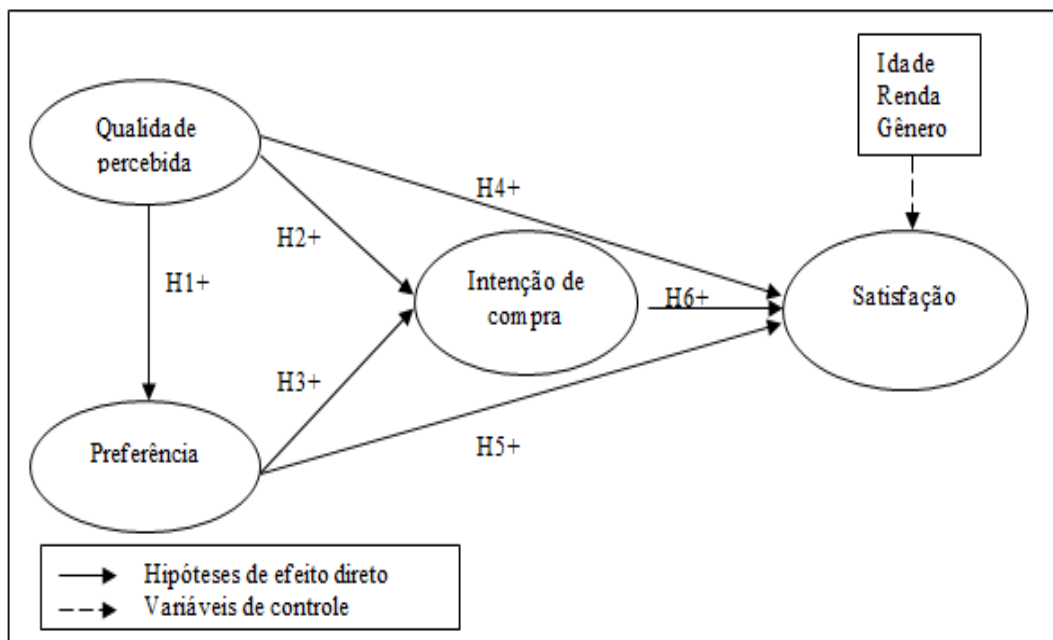 Idade
Renda
Gênero
Qualidade
percebida
H4+
H2+
H1+
Intenção de
compra
H6+
Satisfação
H3+
Preferência
H5+
Hipóteses de efeito direto
Variáveis de controle